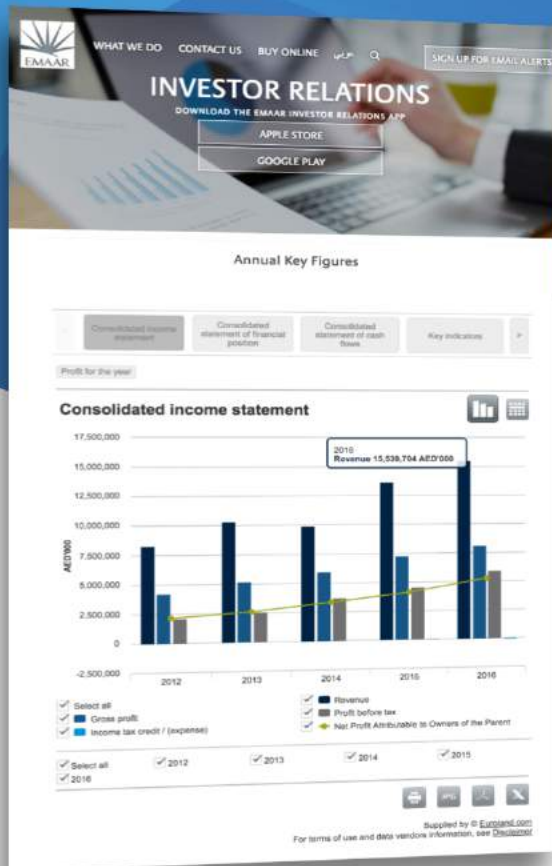 EMAAR
WHAT WE DO CONTACT US BUY ONLINE عربي SIGN UP FOR EMAIL ALERTS
INVESTOR RELATIONS
DOWNLOAD THE EMAAR INVESTOR RELATIONS APP
APPLE STORE
GOOGLE PLAY
Annual Key Figures
Consolidated income statement
Consolidated statement of financial position
Consolidated statement of cash flows
Key indicators >
Profit for the year
Consolidated income statement
17,500,000
15,000,000
12,500,000
10,000,000
7,500,000
5,000,000
2,500,000
0
-2,500,000
AED'000
2016
Revenue 15,539,704 AED'000
2012 2013 2014 2015 2016
Select all
Gross profit
Income tax credit / (expense)
Revenue
Profit before tax
Net Profit Attributable to Owners of the Parent
Select all 2012 2013 2014 2015
2016
JPG
Supplied by © Euroland.com
For terms of use and data vendors information, see Disclaimer